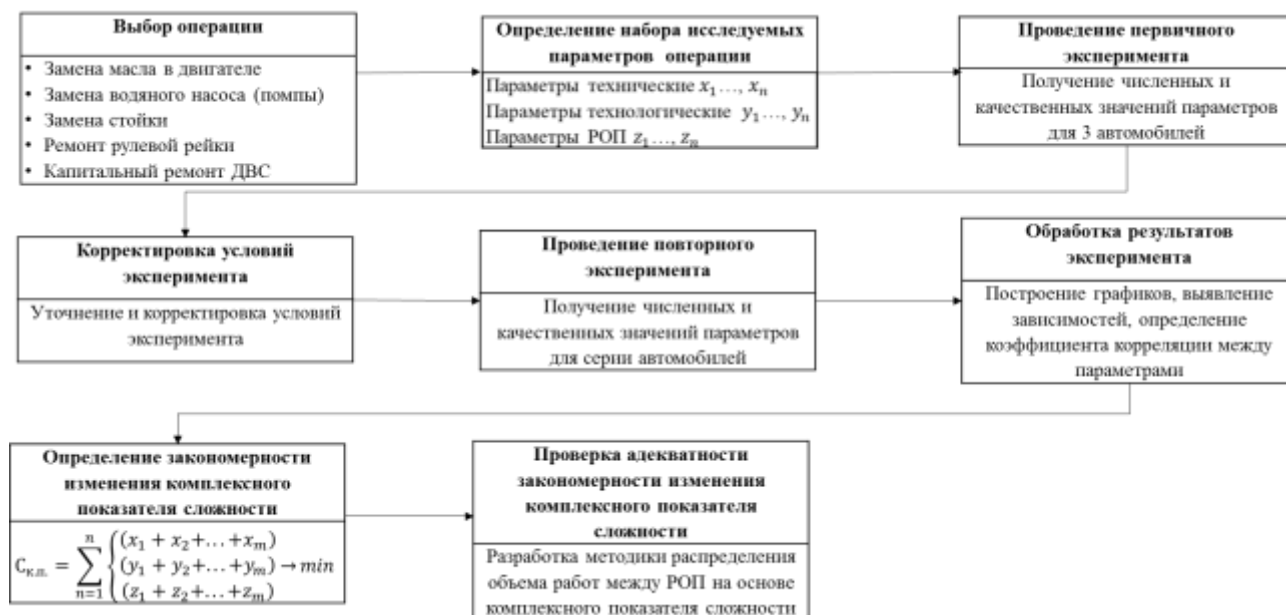 Выбор операции
• Замена масла в двигателе
• Замена водяного насоса (помпы)
• Замена стойки
• Ремонт рулевой рейки
• Капитальный ремонт ДВС
Определение набора исследуемых
параметров операции
Параметры технические x₁ …, xₙ
Параметры технологические y₁ …, yₙ
Параметры РОП z₁ …, zₙ
Проведение первичного
эксперимента
Получение численных и
качественных значений параметров
для 3 автомобилей
Корректировка условий
эксперимента
Уточнение и корректировка условий
эксперимента
Проведение повторного
эксперимента
Получение численных и
качественных значений параметров
для серии автомобилей
Обработка результатов
эксперимента
Построение графиков, выявление
зависимостей, определение
коэффициента корреляции между
параметрами
Определение закономерности
изменения комплексного
показателя сложности
n
(x₁ + x₂+...+xₘ)
Cк.п. = ∑ { (y₁ + y₂+...+yₘ) → min
(z₁ + z₂+...+zₘ)
n=1
Проверка адекватности
закономерности изменения
комплексного показателя
сложности
Разработка методики распределения
объема работ между РОП на основе
комплексного показателя сложности